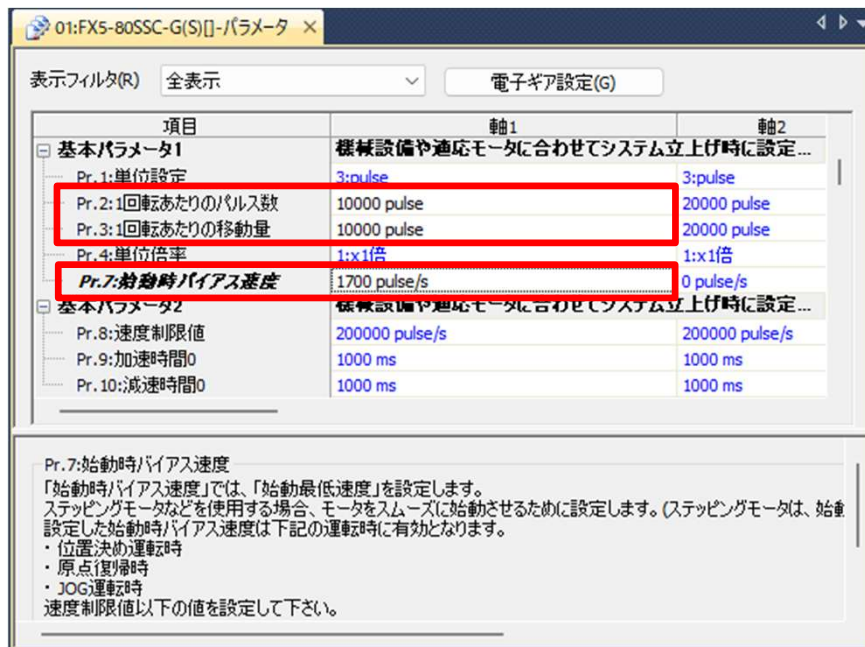 01:FX5-80SSC-G(S)[]-パラメータ ×
表示フィルタ(R) 全表示 電子ギア設定(G)
項目 軸1 軸2
基本パラメータ1 機械設備や適応モータに合わせてシステム立上げ時に設定...
Pr.1:単位設定 3:pulse 3:pulse
Pr.2:1回転あたりのパルス数 10000 pulse 20000 pulse
Pr.3:1回転あたりの移動量 10000 pulse 20000 pulse
Pr.4:単位倍率 1:x1倍 1:x1倍
Pr.7:始動時バイアス速度 1700 pulse/s 0 pulse/s
基本パラメータ2 機械設備や適応モータに合わせてシステム立上げ時に設定...
Pr.8:速度制限値 200000 pulse/s 200000 pulse/s
Pr.9:加速時間0 1000 ms 1000 ms
Pr.10:減速時間0 1000 ms 1000 ms
Pr.7:始動時バイアス速度
「始動時バイアス速度」では、「始動最低速度」を設定します。
ステッピングモータなどを使用する場合、モータをスムーズに始動させるために設定します。(ステッピングモータは、始動
設定した始動時バイアス速度は下記の運転時に有効となります。
・位置決め運転時
・原点復帰時
・JOG運転時
速度制限値以下の値を設定して下さい。